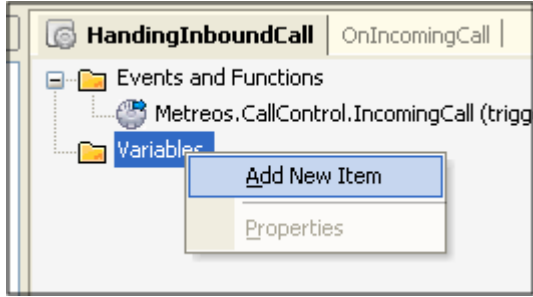 HandingInboundCall OnIncomingCall
Events and Functions
Metreos.CallControl.IncomingCall (trigg
Variables
Add New Item
Properties